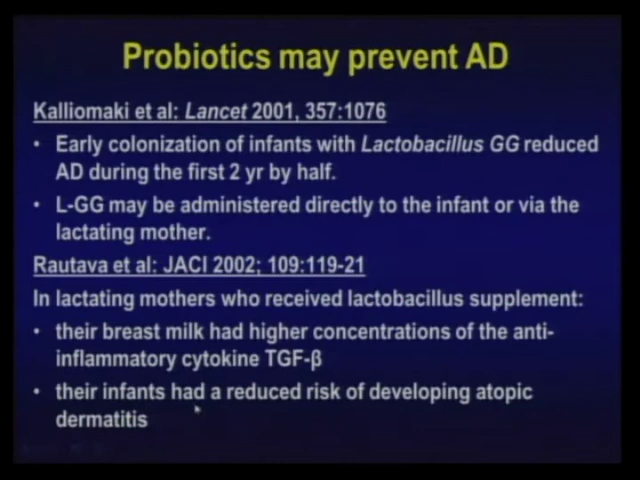 Probiotics may prevent AD
Kalliomaki et al: Lancet 2001, 357:1076
• Early colonization of infants with Lactobacillus GG reduced
AD during the first 2 yr by half.
• L-GG may be administered directly to the infant or via the
lactating mother.
Rautava et al: JACI 2002; 109:119-21
In lactating mothers who received lactobacillus supplement:
• their breast milk had higher concentrations of the anti-
inflammatory cytokine TGF-β
• their infants had a reduced risk of developing atopic
dermatitis